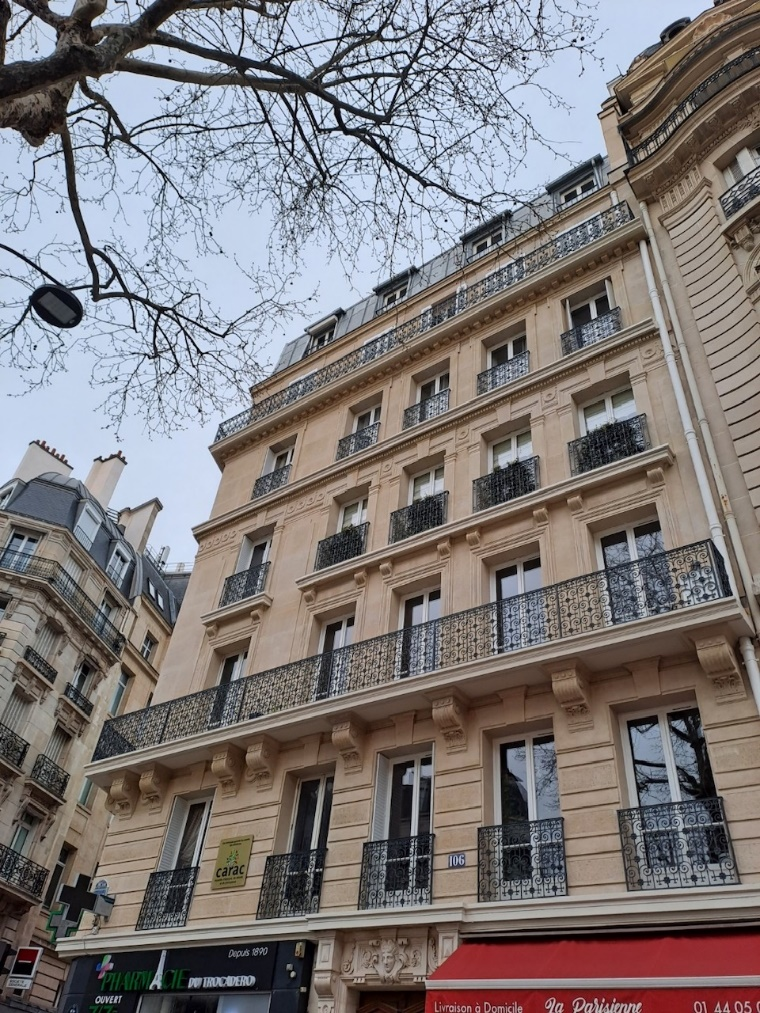 carac
106
Depuis 1890
PHARMACIE DU TROCADERO
OUVERT
Livraison à Domicile La Parisienne 01 44 05